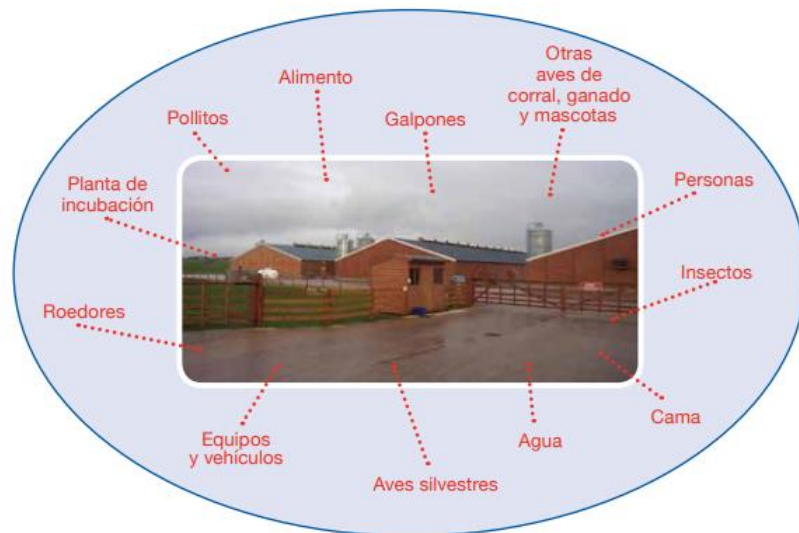 Otras
aves de
corral, ganado
y mascotas
Alimento
Galpones
Pollitos
Planta de
incubación
Personas
Insectos
Roedores
Cama
Equipos
y vehículos
Agua
Aves silvestres